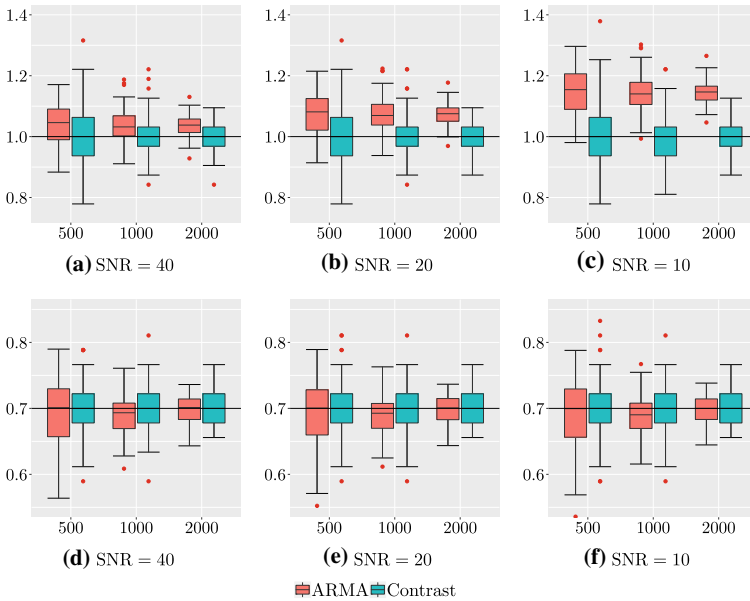 1.4
1.2
1.0
0.8
500 1000 2000
(a) SNR = 40
1.4
1.2
1.0
0.8
500 1000 2000
(b) SNR = 20
1.4
1.2
1.0
0.8
500 1000 2000
(c) SNR = 10
0.8
0.7
0.6
500 1000 2000
(d) SNR = 40
0.8
0.7
0.6
500 1000 2000
(e) SNR = 20
0.8
0.7
0.6
500 1000 2000
(f) SNR = 10
ARMA Contrast